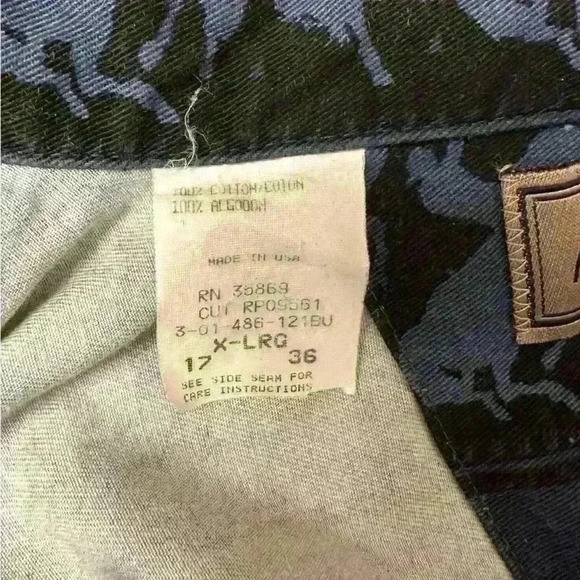 100% COTTON/COTON
100% ALGODON
MADE IN USA
RN 35869
CUT RP09561
3-01-486-121BU
X-LRG
17 36
SEE SIDE SEAM FOR
CARE INSTRUCTIONS